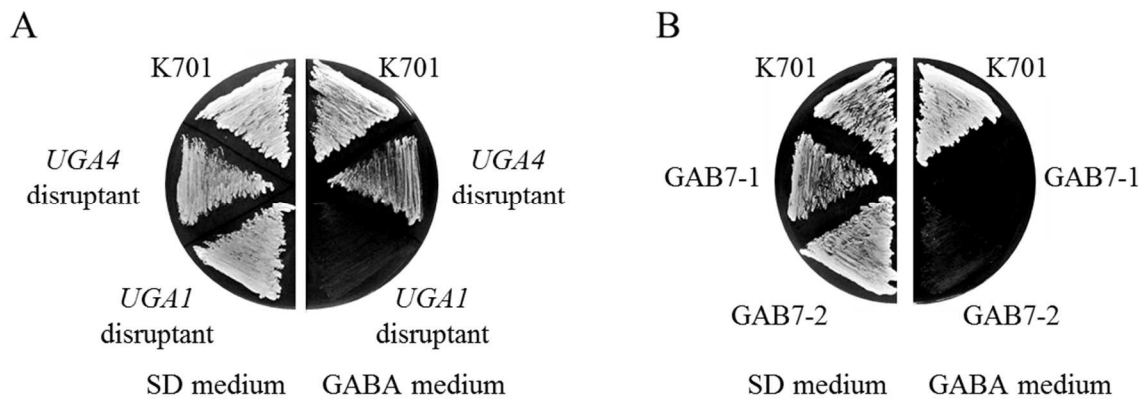 A
K701
K701
UGA4
disruptant
UGA4
disruptant
UGA1
disruptant
UGA1
disruptant
SD medium
GABA medium
B
K701
K701
GAB7-1
GAB7-1
GAB7-2
GAB7-2
SD medium
GABA medium